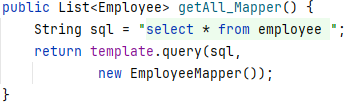 public List<Employee> getAll_Mapper() {
    String sql = "select * from employee ";
    return template.query(sql,
            new EmployeeMapper());
}